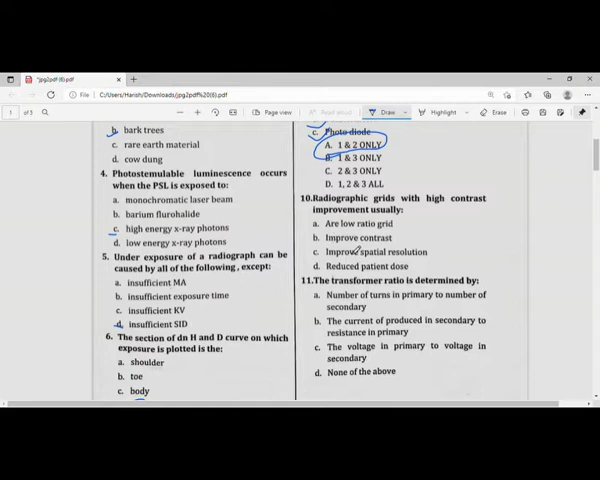 *jpg2pdf (6).pdf
File
C:/Users/Harish/Downloads/jpg2pdf%20(6).pdf
1
of 5
Page view
Read aloud
Draw
Highlight
Erase
b. bark trees
c. rare earth material
d. cow dung
4. Photostemulable luminescence occurs
when the PSL is exposed to:
a. monochromatic laser beam
b. barium flurohalide
c. high energy x-ray photons
d. low energy x-ray photons
5. Under exposure of a radiograph can be
caused by all of the following, except:
a. insufficient MA
b. insufficient exposure time
c. insufficient KV
d. insufficient SID
6. The section of dn H and D curve on which
exposure is plotted is the:
a. shoulder
b. toe
c. body
c. Photo diode
A. 1 & 2 ONLY
B. 1 & 3 ONLY
C. 2 & 3 ONLY
D. 1, 2 & 3 ALL
10. Radiographic grids with high contrast
improvement usually:
a. Are low ratio grid
b. Improve contrast
c. Improve spatial resolution
d. Reduced patient dose
11. The transformer ratio is determined by:
a. Number of turns in primary to number of
secondary
b. The current of produced in secondary to
resistance in primary
c. The voltage in primary to voltage in
secondary
d. None of the above